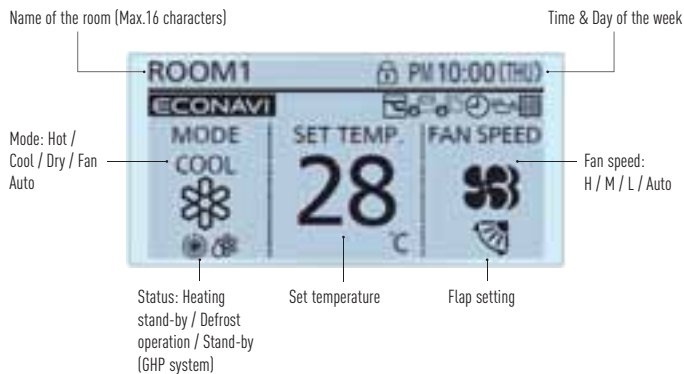 Name of the room (Max.16 characters)
Time & Day of the week
ROOM1
PM 10:00 (THU)
ECONAVI
MODE
SET TEMP.
FAN SPEED
COOL
28
°C
Mode: Hot /
Cool / Dry / Fan
Auto
Fan speed:
H / M / L / Auto
Status: Heating
stand-by / Defrost
operation / Stand-by
(GHP system)
Set temperature
Flap setting